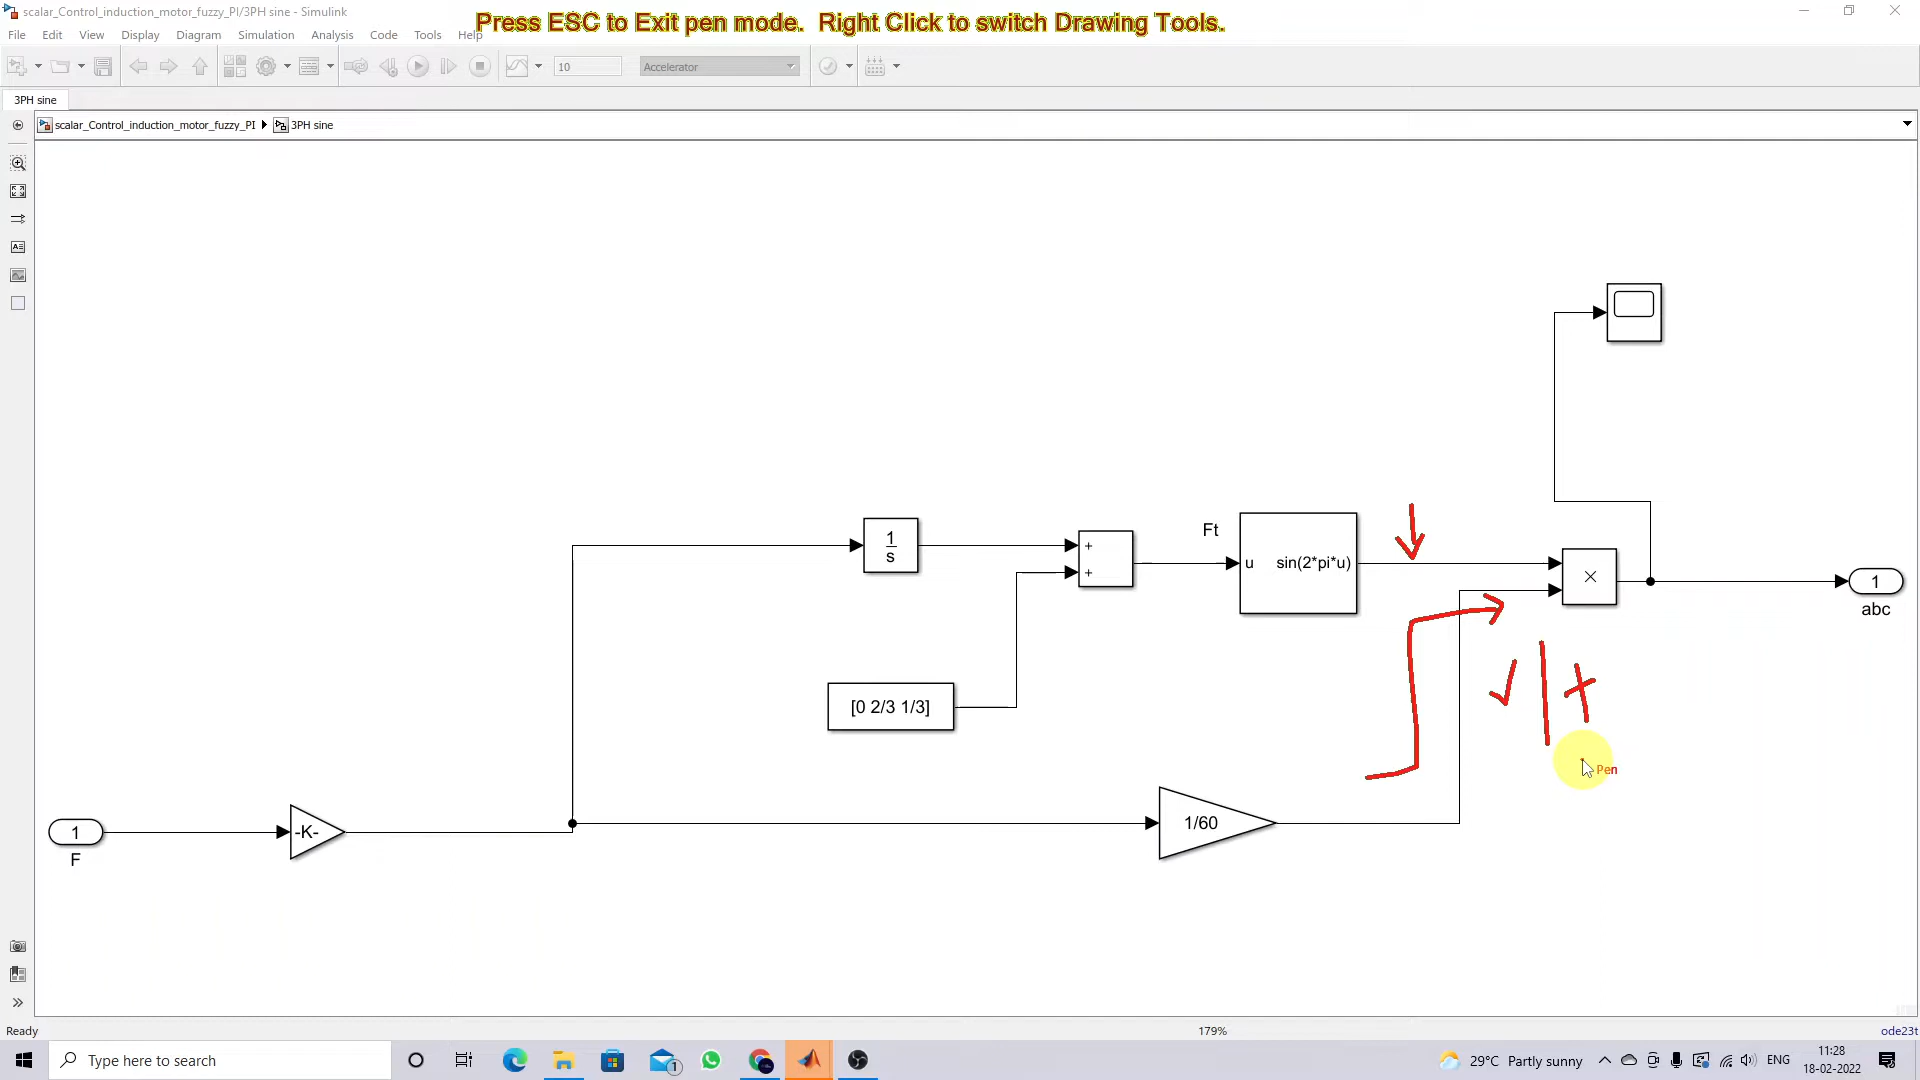 scalar_Control_induction_motor_fuzzy_PI/3PH sine - Simulink
Press ESC to Exit pen mode. Right Click to switch Drawing Tools.
File Edit View Display Diagram Simulation Analysis Code Tools Help
10 Accelerator
3PH sine
scalar_Control_induction_motor_fuzzy_PI 3PH sine
Ft
1
s
+
+
u sin(2*pi*u)
×
1
abc
[0 2/3 1/3]
Pen
1
F
-K-
1/60
Ready 179% ode23t
Type here to search
1
29°C Partly sunny
ENG
11:28
18-02-2022